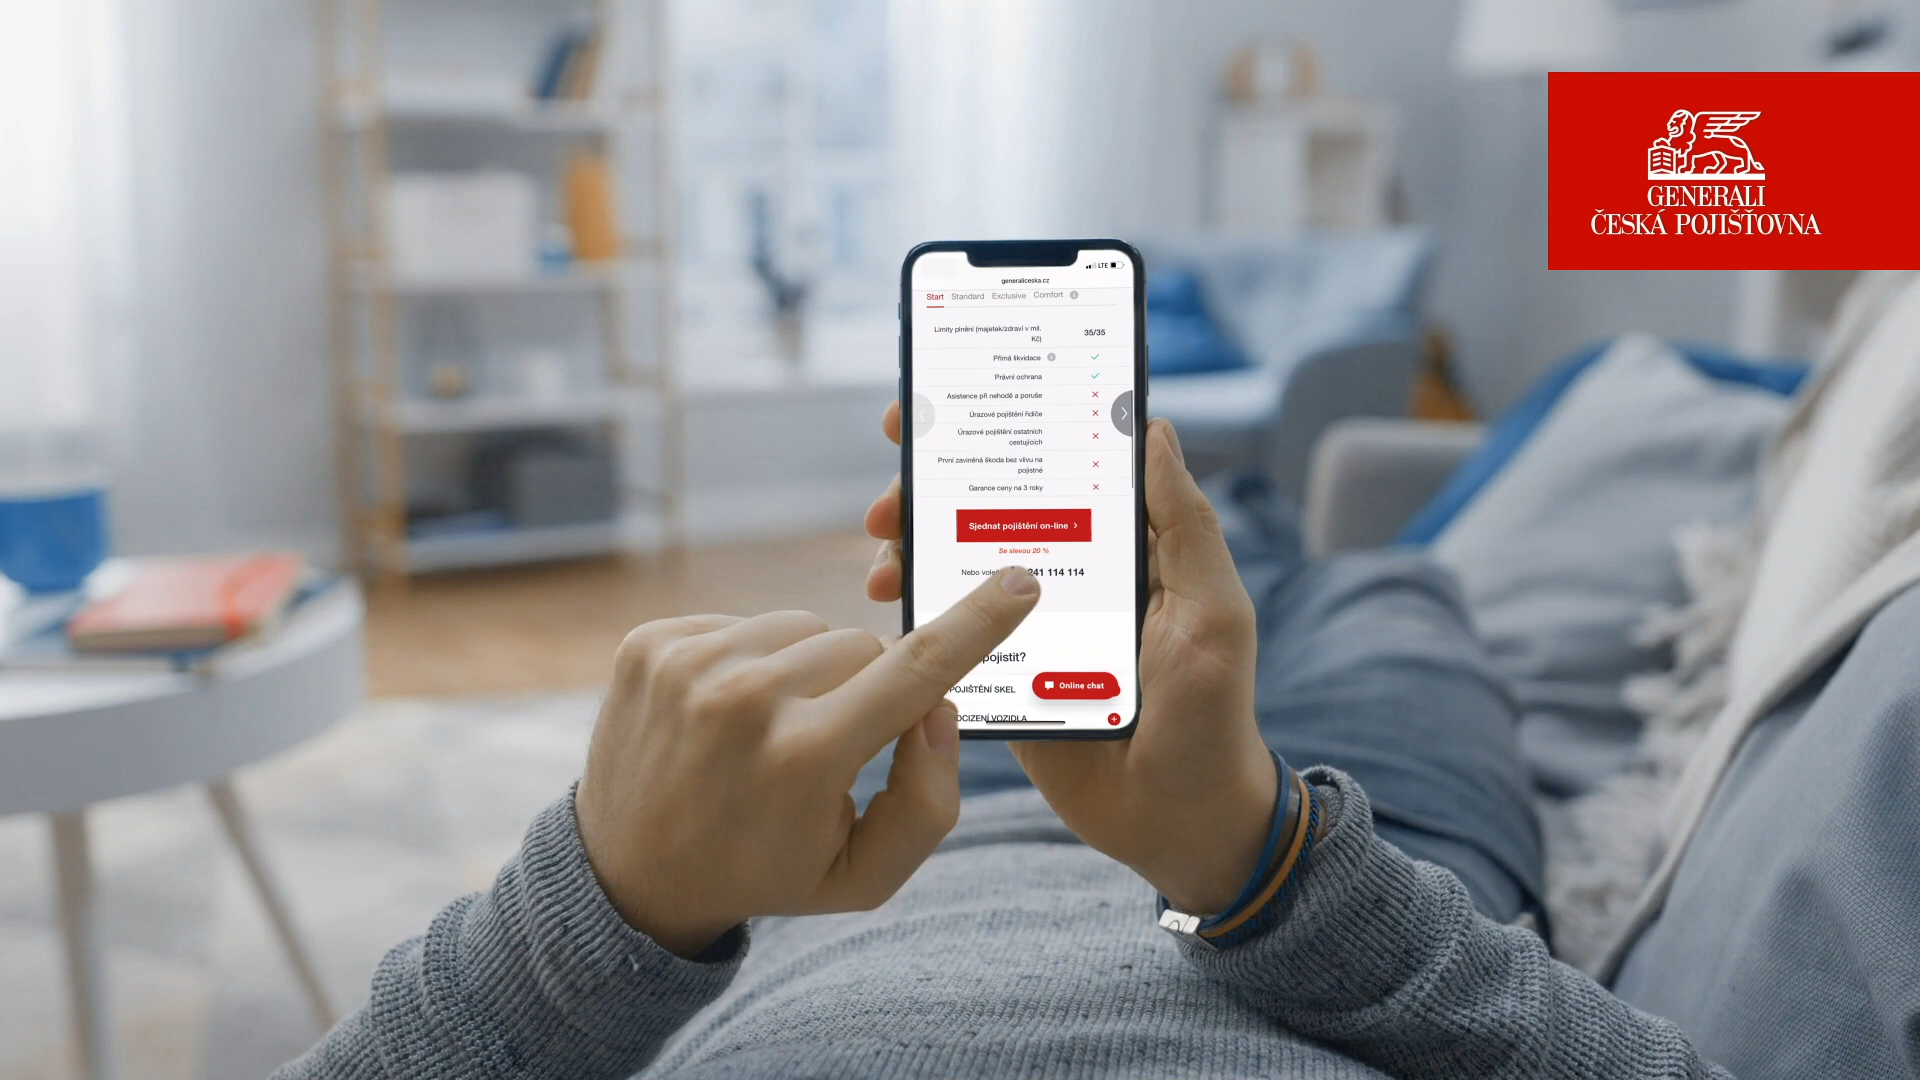 GENERALI
ČESKÁ POJIŠŤOVNA
LTE
generaliceska.cz
Start Standard Exclusive Comfort
Limity plnění (majetek/zdraví v mil.
Kč)
35/35
Přímá likvidace
Právní ochrana
Asistence při nehodě a poruše
Úrazové pojištění řidiče
Úrazové pojištění ostatních
cestujících
První zaviněná škoda bez vlivu na
pojistné
Garance ceny na 3 roky
Sjednat pojištění on-line
Se slevou 20 %
Nebo 241 114 114
pojistit?
POJIŠTĚNÍ SKEL
Online chat
VOZIDLA